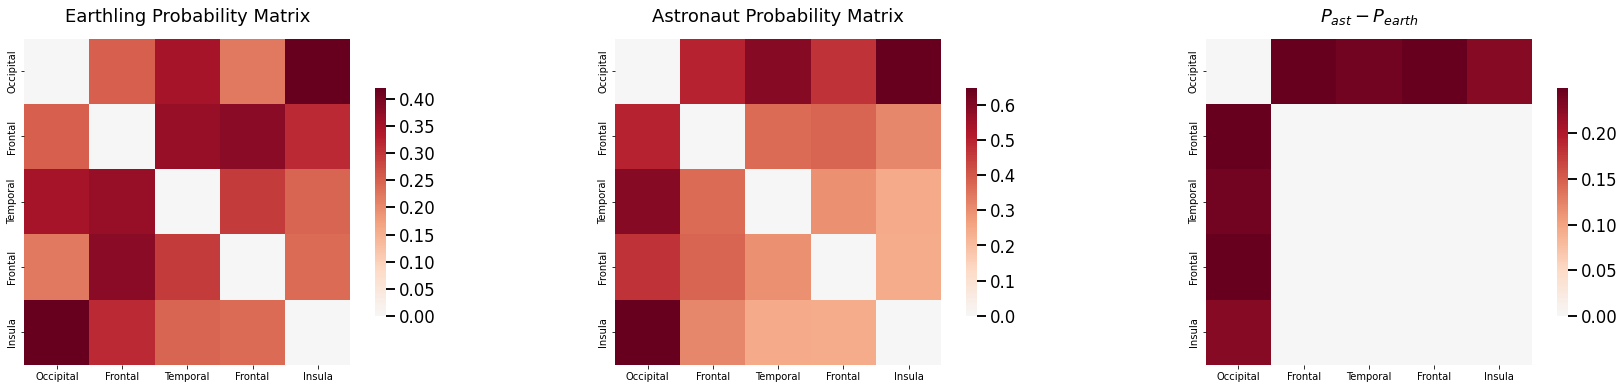 Earthling Probability Matrix
Occipital
Frontal
Temporal
Frontal
Insula
Occipital Frontal Temporal Frontal Insula
0.40
0.35
0.30
0.25
0.20
0.15
0.10
0.05
0.00
Astronaut Probability Matrix
Occipital
Frontal
Temporal
Frontal
Insula
Occipital Frontal Temporal Frontal Insula
0.6
0.5
0.4
0.3
0.2
0.1
0.0
P_{ast} − P_{earth}
Occipital
Frontal
Temporal
Frontal
Insula
Occipital Frontal Temporal Frontal Insula
0.20
0.15
0.10
0.05
0.00